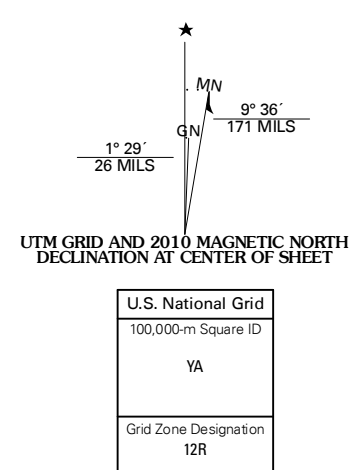 MN
GN
9° 36´
171 MILS
1° 29´
26 MILS
UTM GRID AND 2010 MAGNETIC NORTH
DECLINATION AT CENTER OF SHEET
U.S. National Grid
100,000-m Square ID
YA
Grid Zone Designation
12R